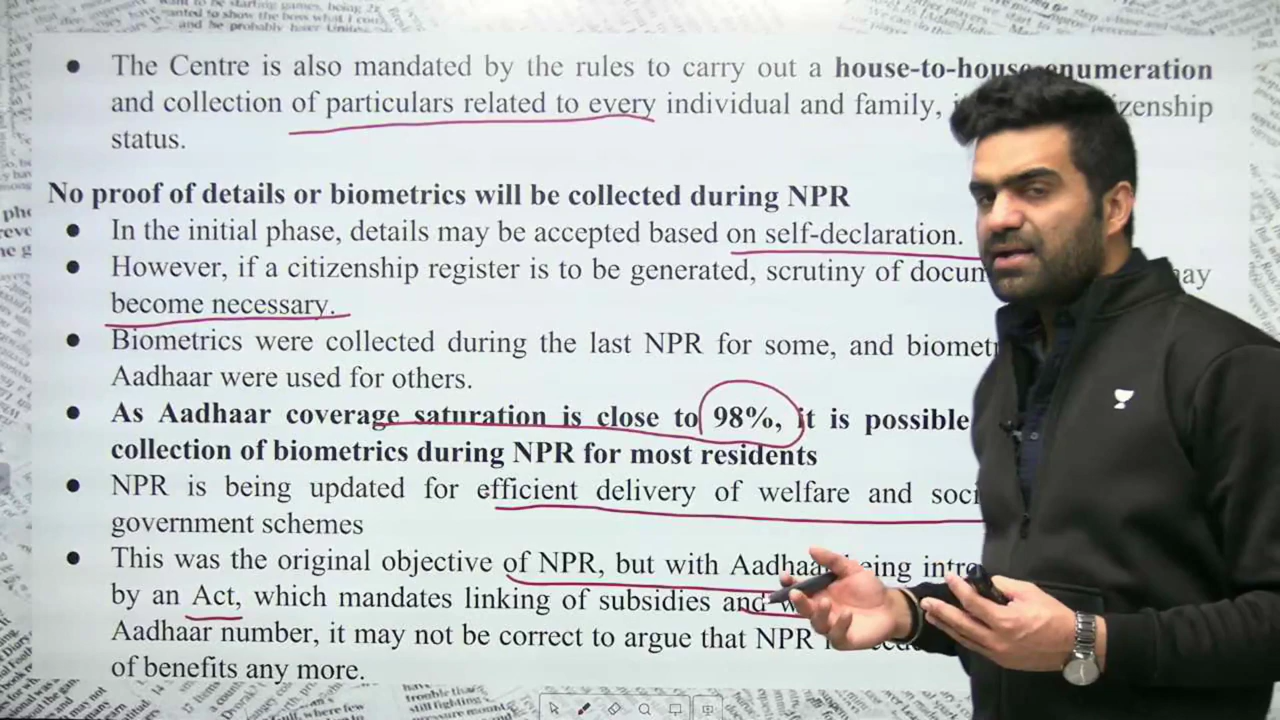 ● The Centre is also mandated by the rules to carry out a house-to-house enumeration
and collection of particulars related to every individual and family,
status.
No proof of details or biometrics will be collected during NPR
● In the initial phase, details may be accepted based on self-declaration.
● However, if a citizenship register is to be generated, scrutiny of
become necessary.
● Biometrics were collected during the last NPR for some, and
Aadhaar were used for others.
● As Aadhaar coverage saturation is close to 98%, it is possible
collection of biometrics during NPR for most residents
● NPR is being updated for efficient delivery of welfare and
government schemes
● This was the original objective of NPR, but with Aadhaar being
by an Act, which mandates linking of subsidies and
Aadhaar number, it may not be correct to argue that NPR
of benefits any more.